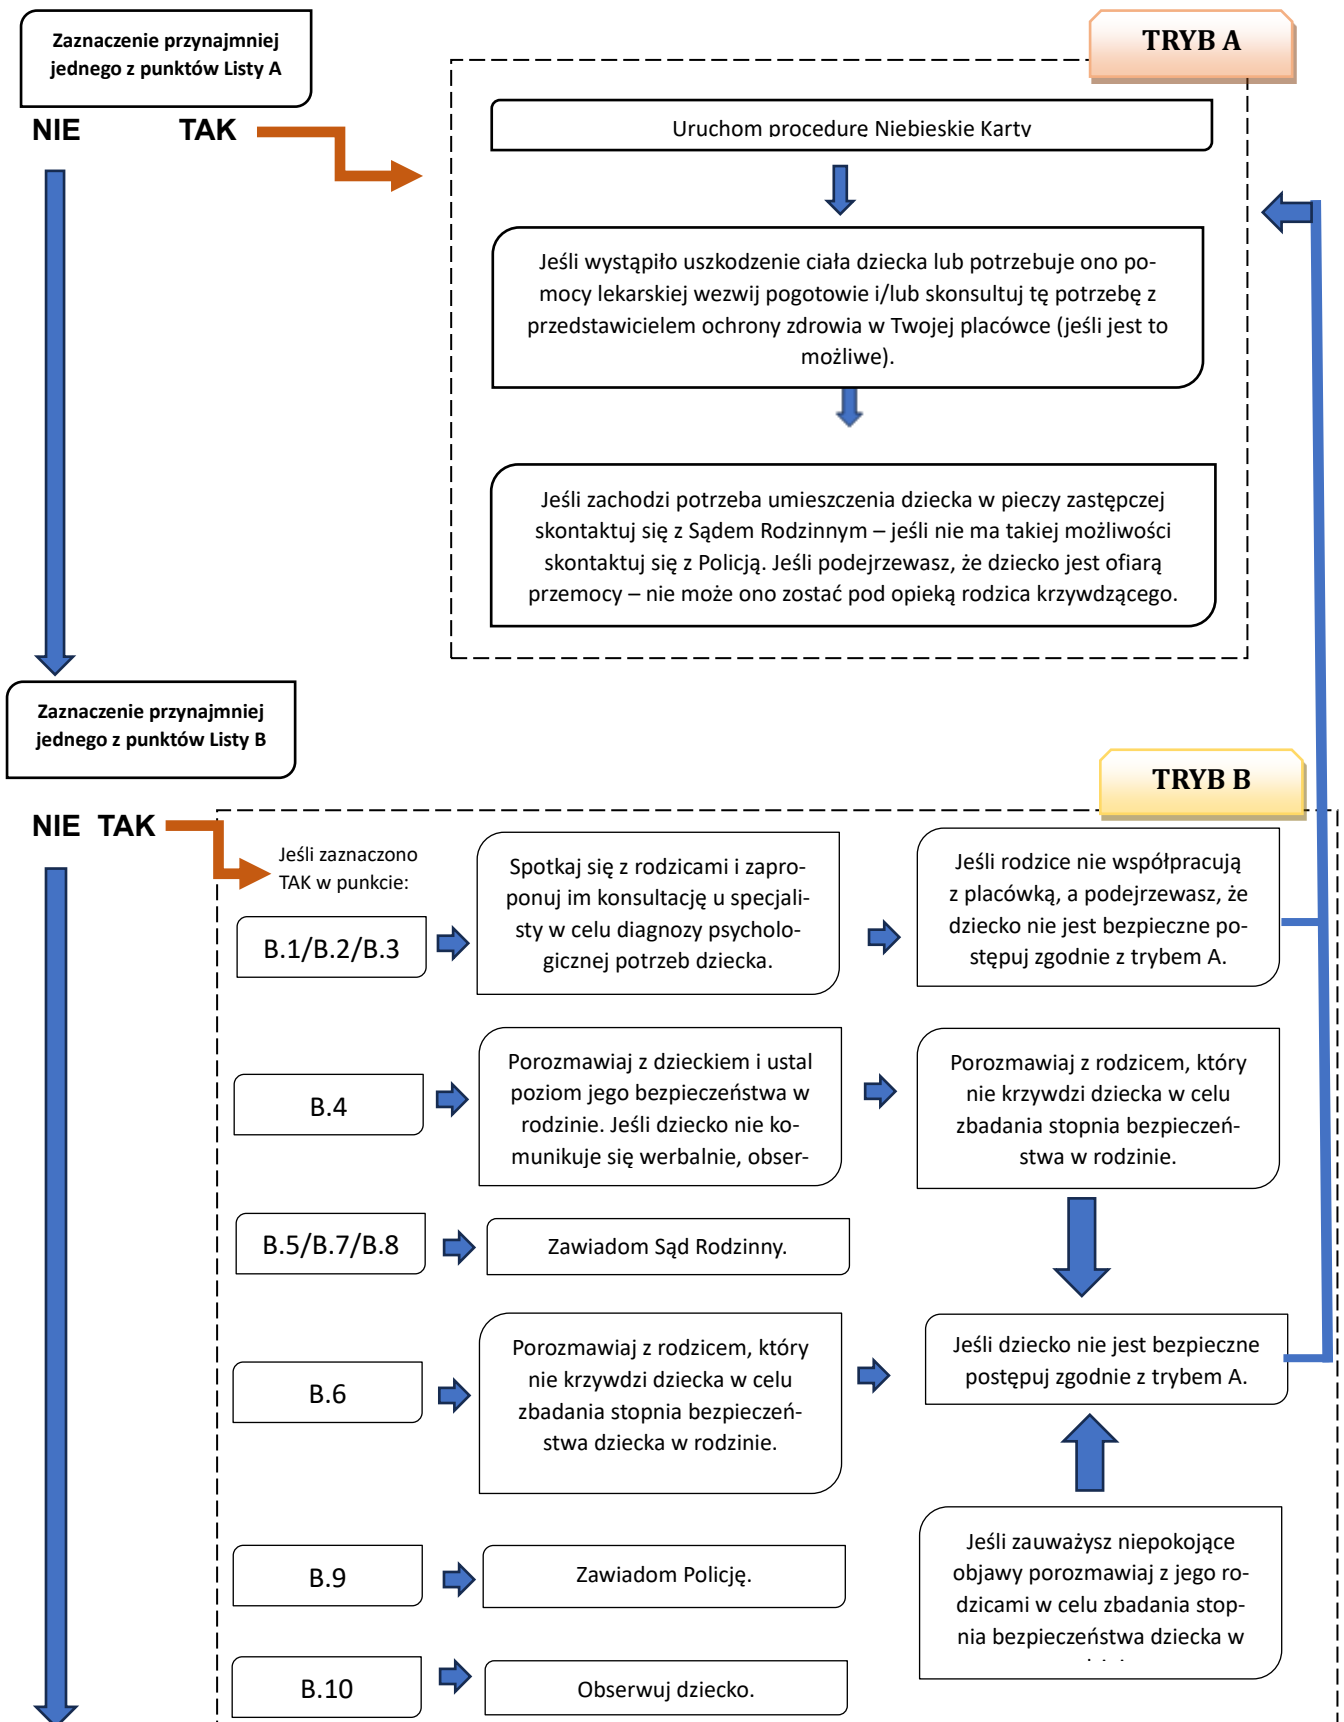 Zaznaczenie przynajmniej
jednego z punktów Listy A
NIE TAK
TRYB A
Uruchom procedurę Niebieskie Karty
Jeśli wystąpiło uszkodzenie ciała dziecka lub potrzebuje ono po-
mocy lekarskiej wezwij pogotowie i/lub skonsultuj tę potrzebę z
przedstawicielem ochrony zdrowia w Twojej placówce (jeśli jest to
możliwe).
Jeśli zachodzi potrzeba umieszczenia dziecka w pieczy zastępczej
skontaktuj się z Sądem Rodzinnym – jeśli nie ma takiej możliwości
skontaktuj się z Policją. Jeśli podejrzewasz, że dziecko jest ofiarą
przemocy – nie może ono zostać pod opieką rodzica krzywdzącego.
Zaznaczenie przynajmniej
jednego z punktów Listy B
NIE TAK
TRYB B
Jeśli zaznaczono
TAK w punkcie:
B.1/B.2/B.3
Spotkaj się z rodzicami i zapro-
ponuj im konsultację u specjali-
sty w celu diagnozy psycholo-
gicznej potrzeb dziecka.
Jeśli rodzice nie współpracują
z placówką, a podejrzewasz, że
dziecko nie jest bezpieczne po-
stępuj zgodnie z trybem A.
B.4
Porozmawiaj z dzieckiem i ustal
poziom jego bezpieczeństwa w
rodzinie. Jeśli dziecko nie ko-
munikuje się werbalnie, obser-
Porozmawiaj z rodzicem, który
nie krzywdzi dziecka w celu
zbadania stopnia bezpieczeń-
stwa w rodzinie.
B.5/B.7/B.8
Zawiadom Sąd Rodzinny.
B.6
Porozmawiaj z rodzicem, który
nie krzywdzi dziecka w celu
zbadania stopnia bezpieczeń-
stwa dziecka w rodzinie.
Jeśli dziecko nie jest bezpieczne
postępuj zgodnie z trybem A.
B.9
Zawiadom Policję.
Jeśli zauważysz niepokojące
objawy porozmawiaj z jego ro-
dzicami w celu zbadania stop-
nia bezpieczeństwa dziecka w
B.10
Obserwuj dziecko.